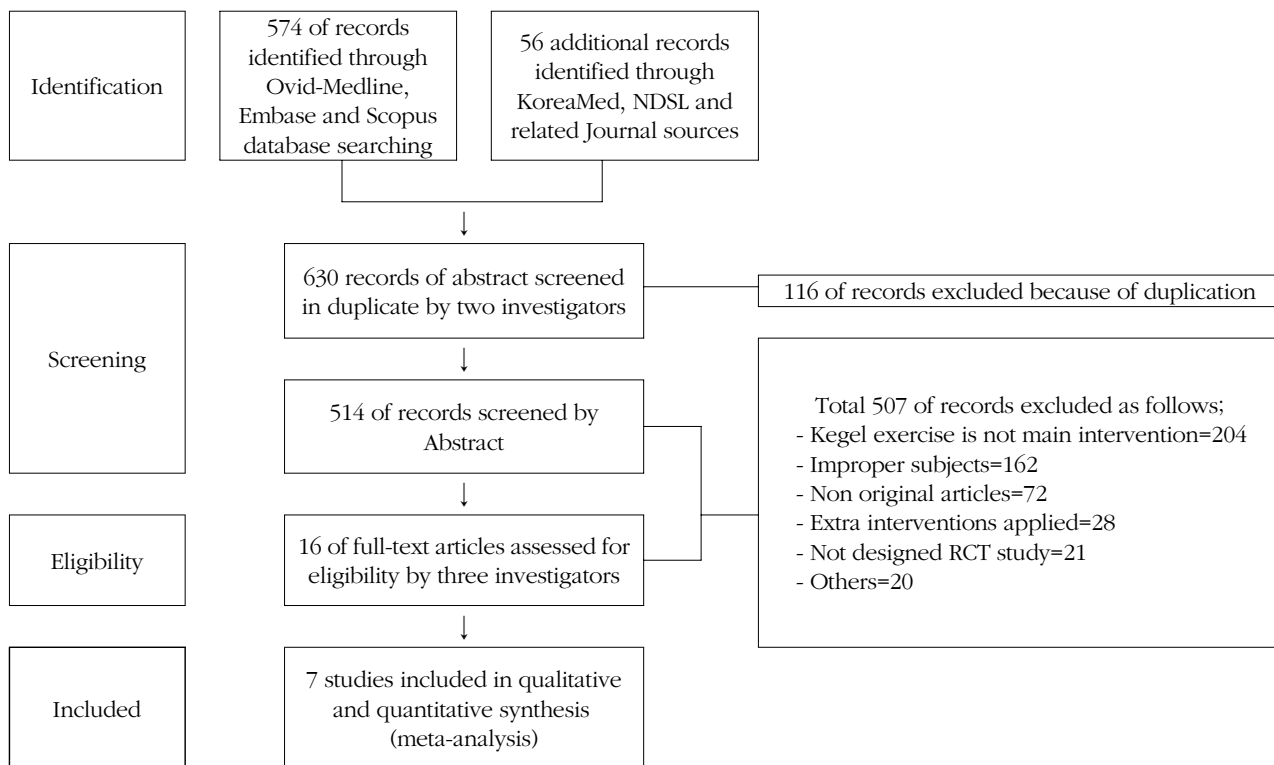 Identification
574 of records
identified through
Ovid-Medline,
Embase and Scopus
database searching
56 additional records
identified through
KoreaMed, NDSL and
related Journal sources
↓
Screening
630 records of abstract screened
in duplicate by two investigators
116 of records excluded because of duplication
↓
514 of records screened by
Abstract
Total 507 of records excluded as follows;
- Kegel exercise is not main intervention=204
- Improper subjects=162
- Non original articles=72
- Extra interventions applied=28
- Not designed RCT study=21
- Others=20
↓
Eligibility
16 of full-text articles assessed for
eligibility by three investigators
↓
Included
7 studies included in qualitative
and quantitative synthesis
(meta-analysis)